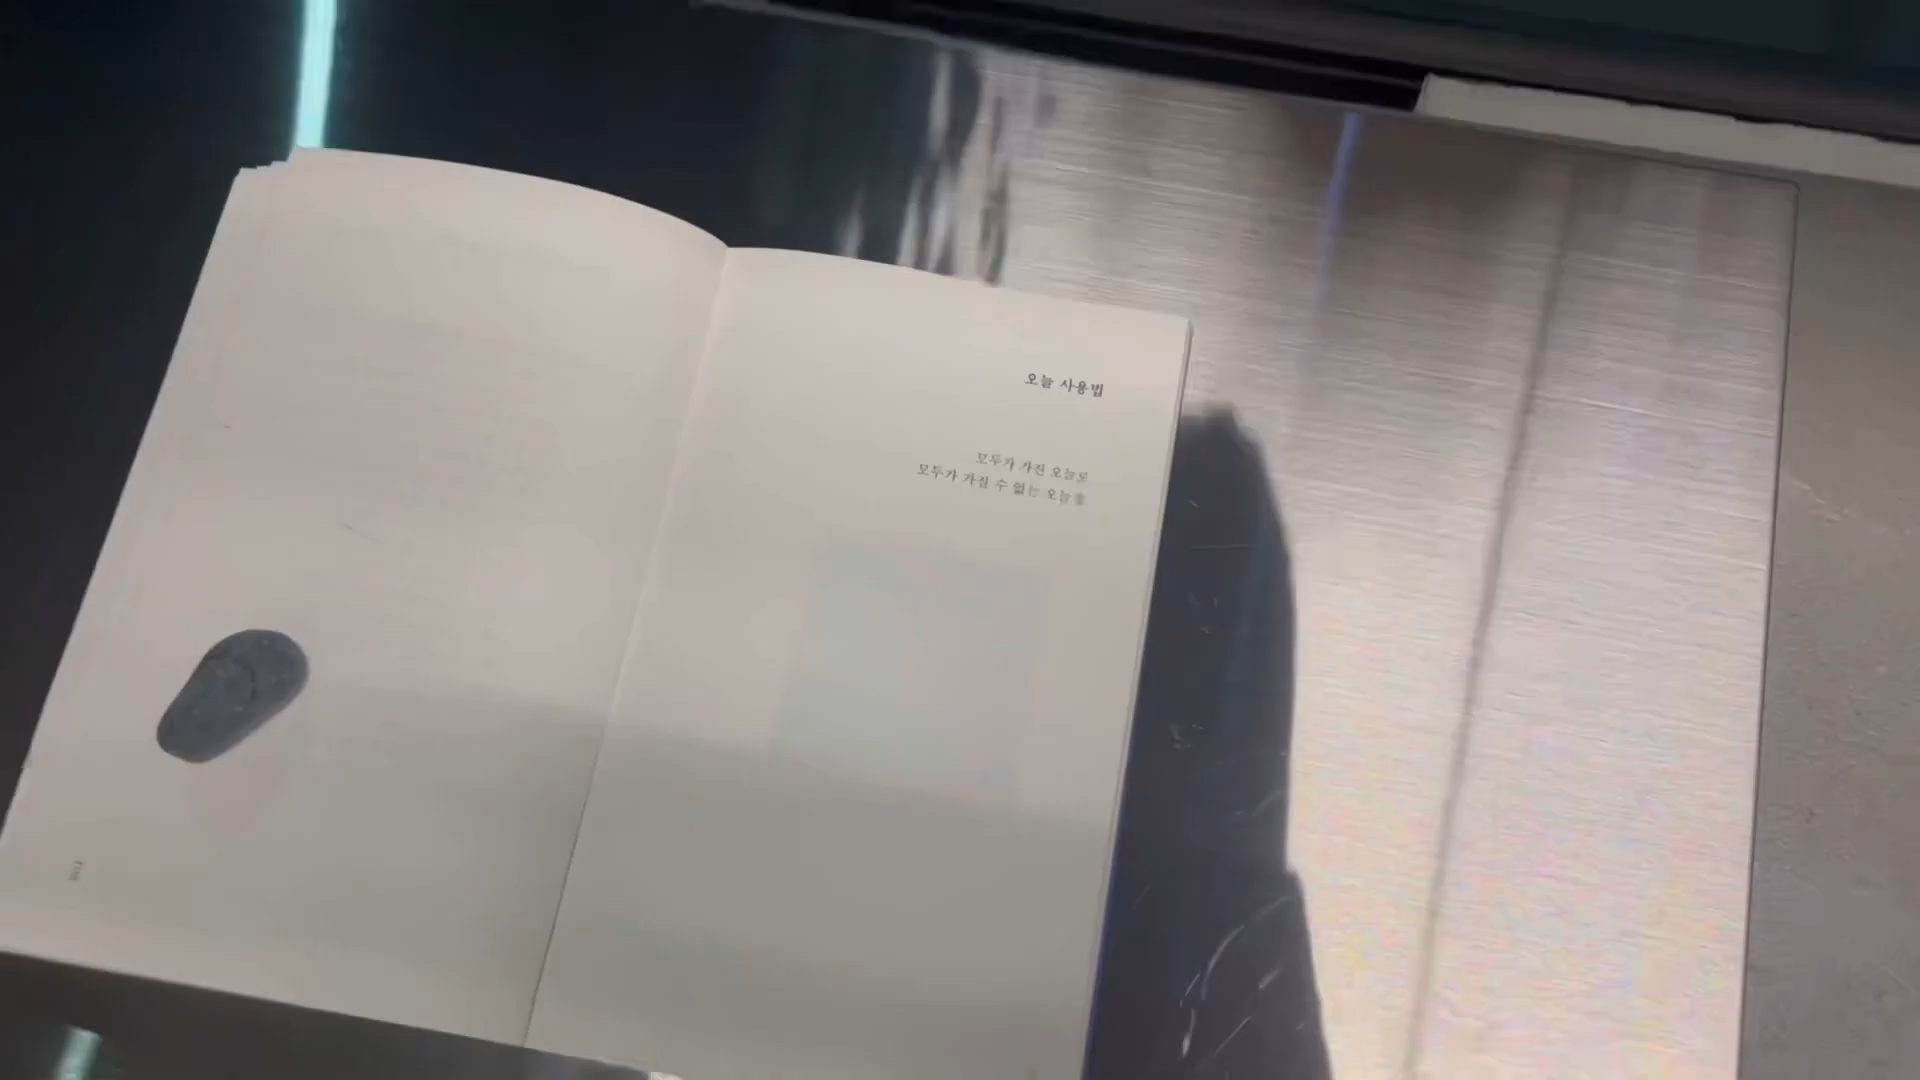 오늘 사용법
모두가 가진 오늘로
모두가 가질 수 없는 오늘을